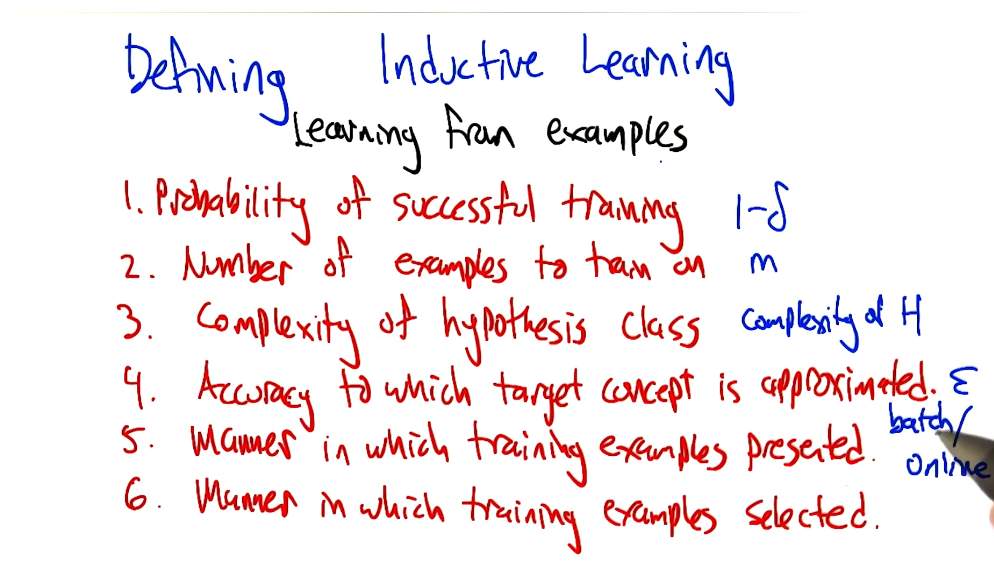 Defining Inductive Learning
Learning from examples
1. Probability of successful training 1-δ
2. Number of examples to train on m
3. Complexity of hypothesis class complexity of H
4. Accuracy to which target concept is approximated. ε
5. Manner in which training examples presented. batch/
online
6. Manner in which training examples selected.